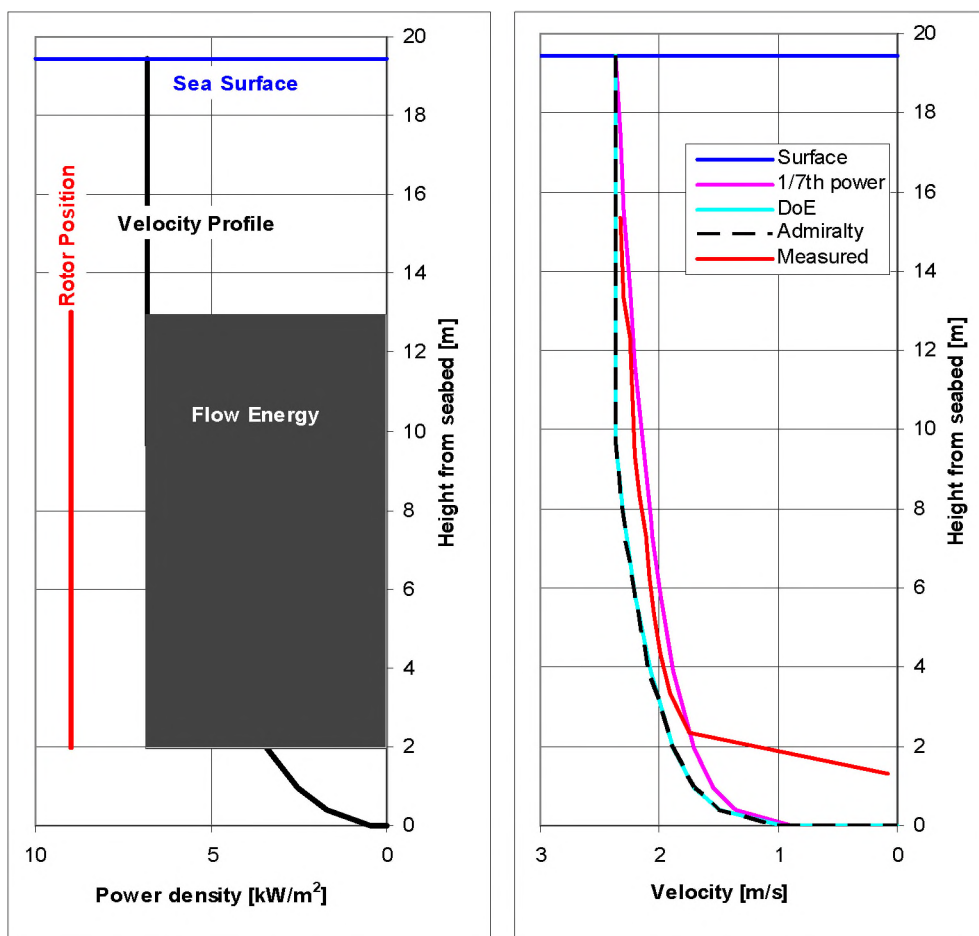 20
18
16
14
12
10
8
6
4
2
0
10
5
0
Sea Surface
Rotor Position
Velocity Profile
Flow Energy
Height from seabed [m]
Power density [kW/m²]
20
18
16
14
12
10
8
6
4
2
0
3
2
1
0
Surface
1/7th power
DoE
Admiralty
Measured
Height from seabed [m]
Velocity [m/s]